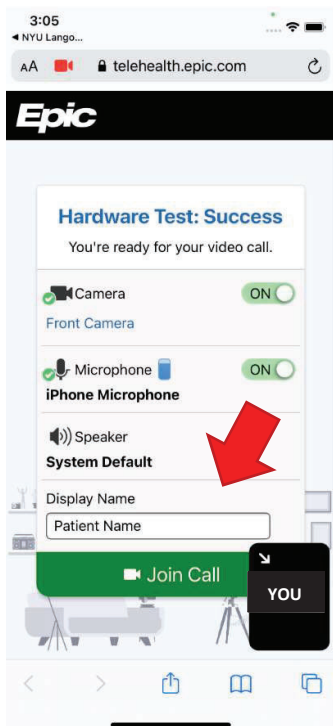 3:05
◀ NYU Lango...
AA telehealth.epic.com
Epic
Hardware Test: Success
You're ready for your video call.
Camera ON
Front Camera
Microphone ON
iPhone Microphone
Speaker
System Default
Display Name
Patient Name
Join Call
YOU